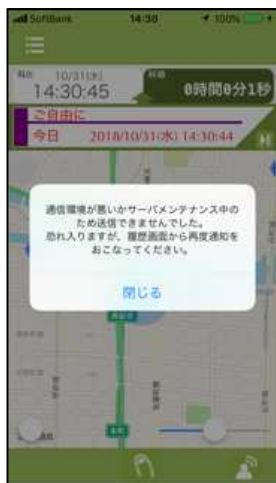 SoftBank 14:30 100%
現在 10/31(水) 経過
14:30:45 0時間0分1秒
ご自由に
今日 2018/10/31(水) 14:30:44
通信環境が悪いかサーバメンテナンス中の
ため送信できませんでした。
恐れ入りますが、履歴画面から再度通知を
おこなってください。
閉じる